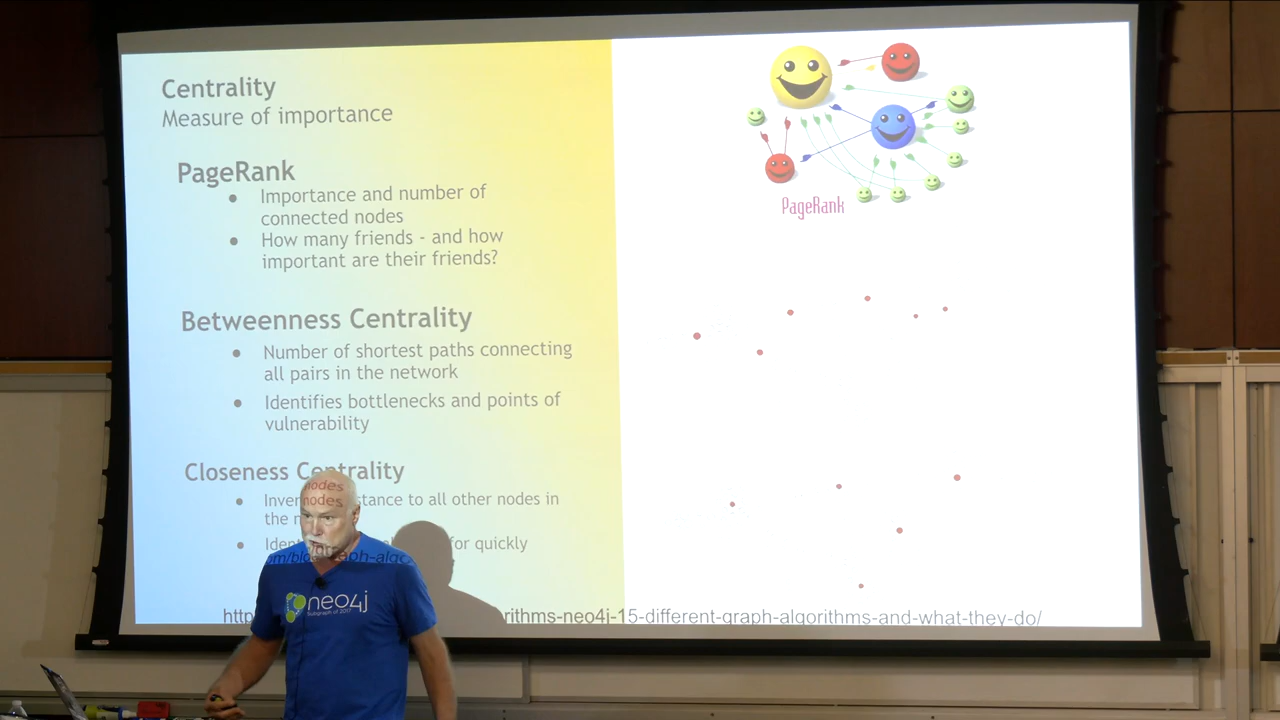 Centrality
Measure of importance
PageRank
Importance and number of
connected nodes
How many friends - and how
important are their friends?
Betweenness Centrality
Number of shortest paths connecting
all pairs in the network
Identifies bottlenecks and points of
vulnerability
Closeness Centrality
to all other nodes in
the
for quickly
rithms-neo4j-15-different-graph-algorithms-and-what-they-do/
PageRank
nodes
nodes
neo4j